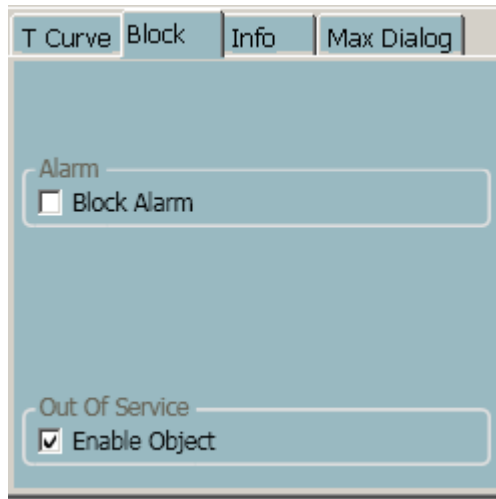 T Curve Block Info Max Dialog
Alarm
Block Alarm
Out Of Service
Enable Object